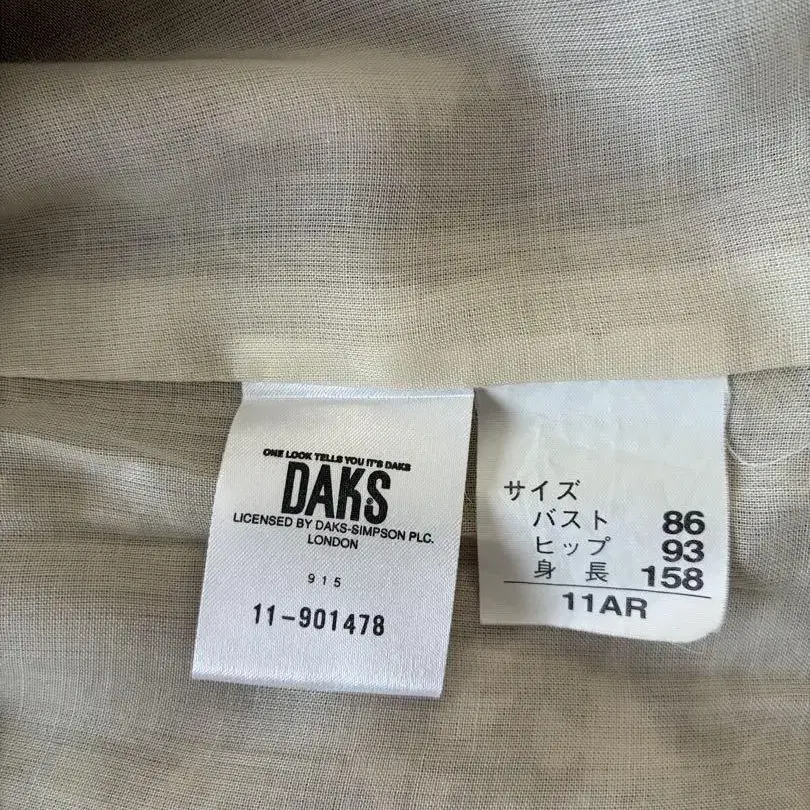 ONE LOOK TELLS YOU IT'S DAKS
DAKS
LICENSED BY DAKS-SIMPSON PLC.
LONDON
915
11-901478
サイズ
バスト 86
ヒップ 93
身長 158
11AR